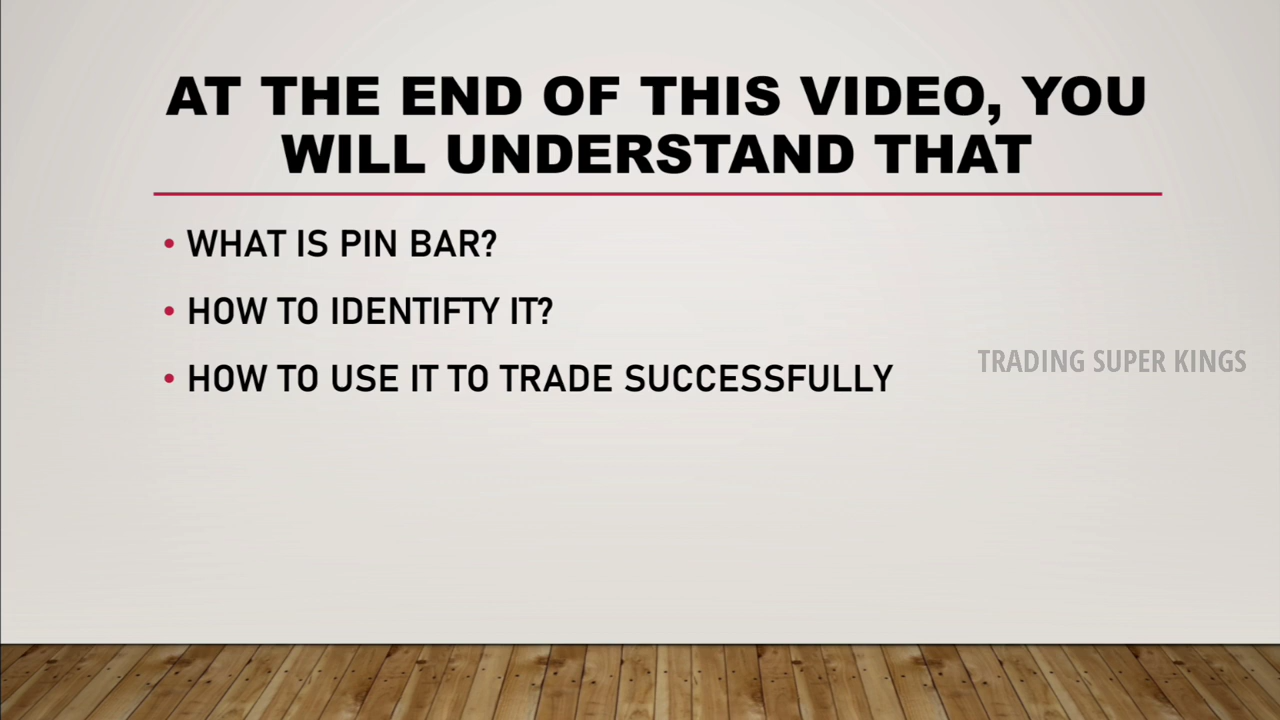 AT THE END OF THIS VIDEO, YOU
WILL UNDERSTAND THAT
• WHAT IS PIN BAR?
• HOW TO IDENTIFTY IT?
• HOW TO USE IT TO TRADE SUCCESSFULLY
TRADING SUPER KINGS